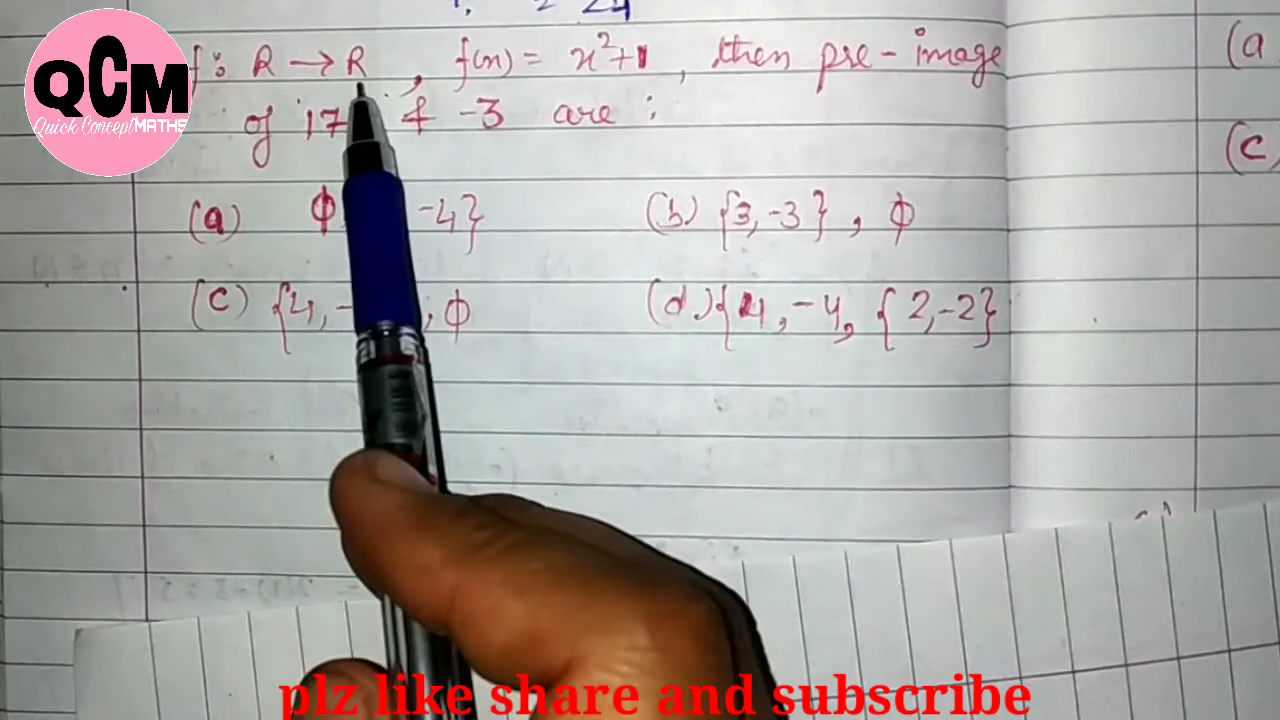 QCM
Quick Concept MATHS
f : R → R , f(x) = x²+1 , then pre-image
of 17 & -3 are :
(a) ϕ -4} (b) {3,-3} , ϕ
(c) {4,- , ϕ (d) {4,-4, {2,-2}
(a
(c
plz like share and subscribe